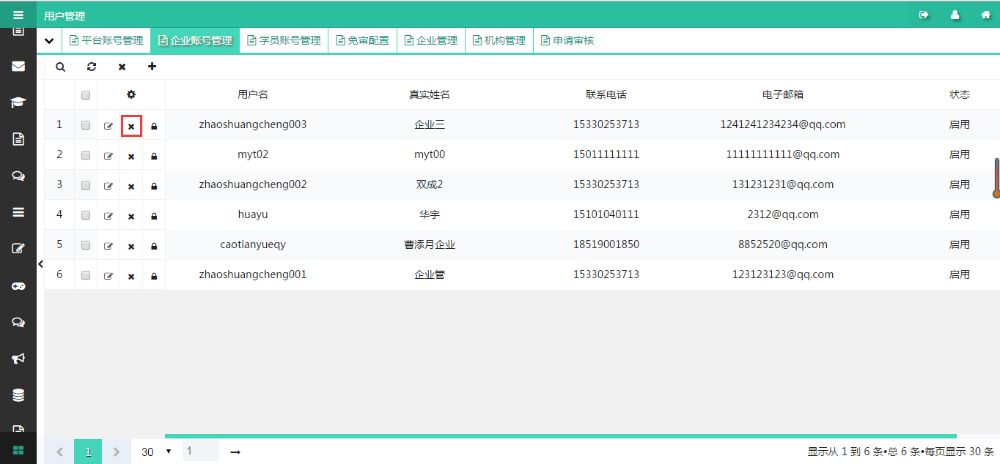 用户管理
平台账号管理 企业账号管理 学员账号管理 免审配置 企业管理 机构管理 申请审核
用户名 真实姓名 联系电话 电子邮箱 状态
1 zhaoshuangcheng003 企业三 15330253713 1241241234234@qq.com 启用
2 myt02 myt00 15011111111 11111111111@qq.com 启用
3 zhaoshuangcheng002 双成2 15330253713 131231231@qq.com 启用
4 huayu 华宇 15101040111 2312@qq.com 启用
5 caotianyueqy 曹添月企业 18519001850 8852520@qq.com 启用
6 zhaoshuangcheng001 企业管 15330253713 123123123@qq.com 启用
1 30 1 显示从 1 到 6 条•总 6 条•每页显示 30 条